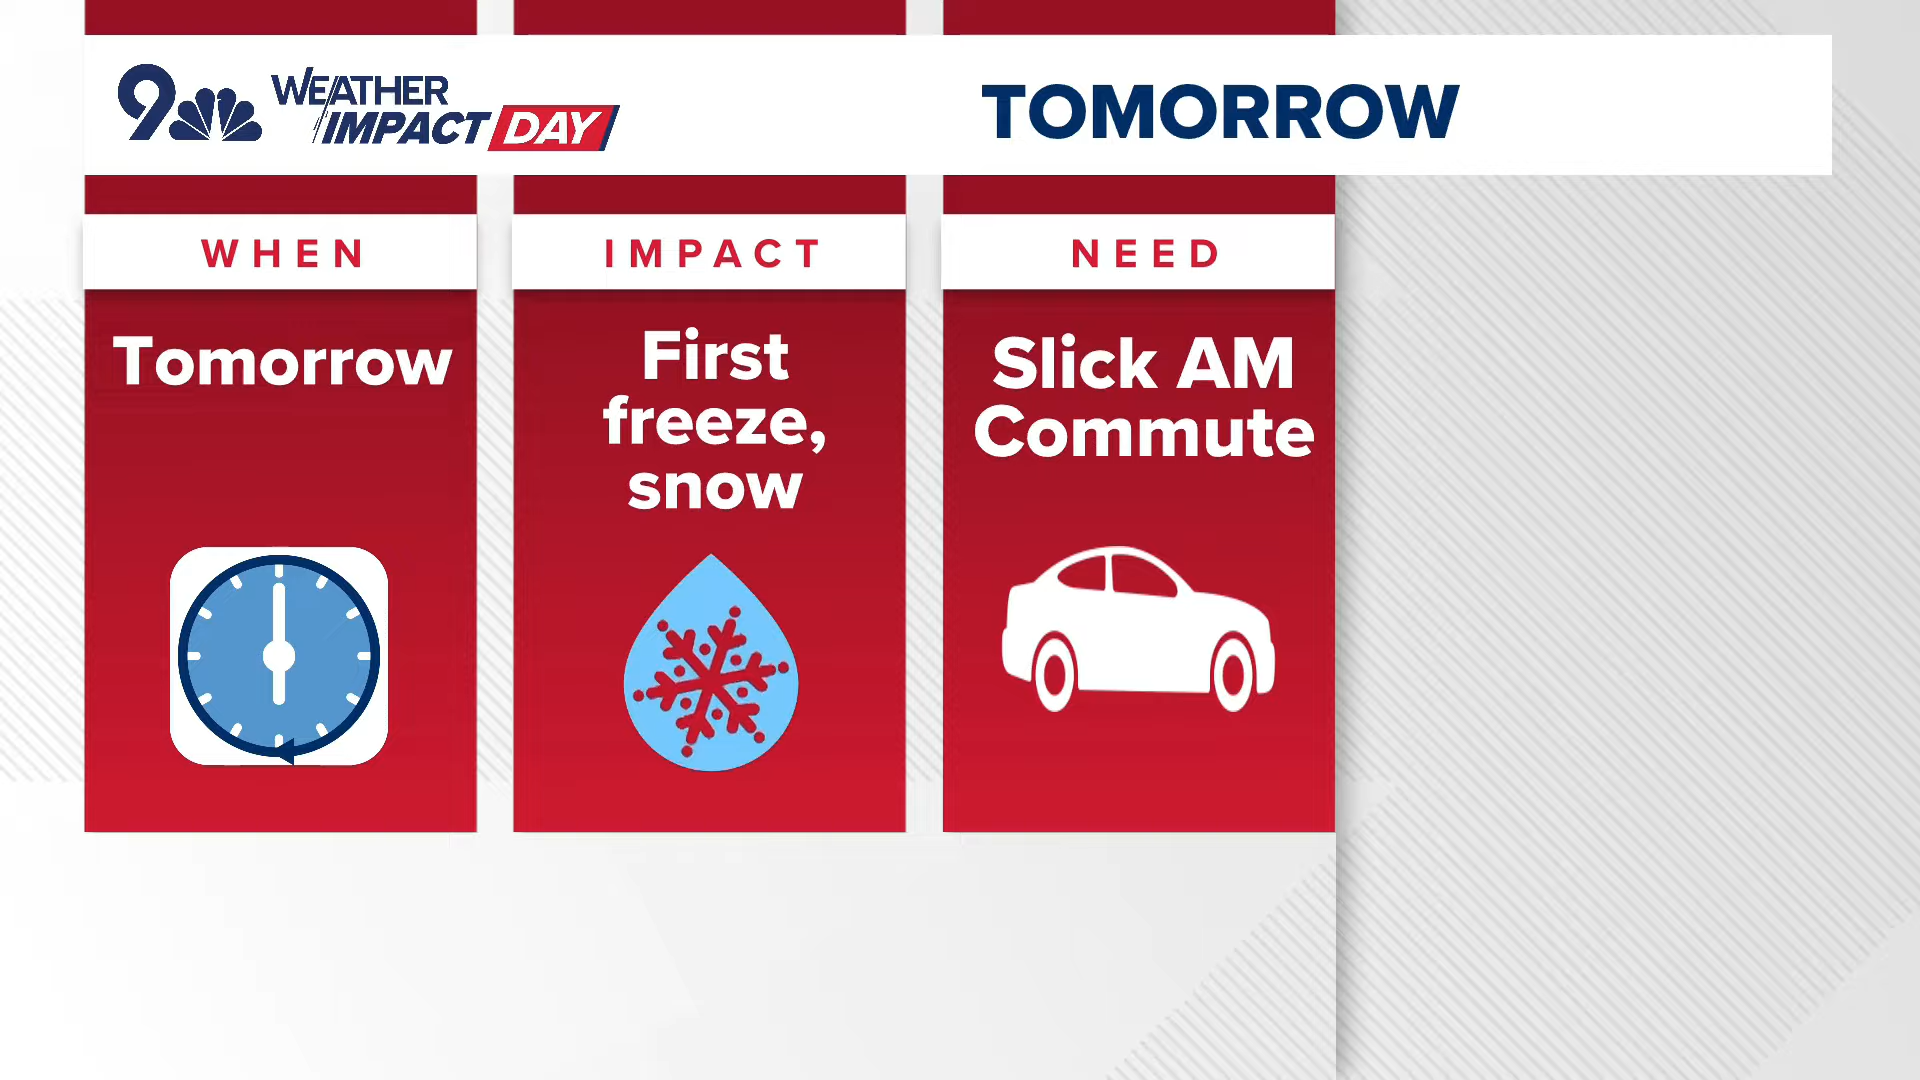 9 WEATHER
IMPACT DAY
TOMORROW
WHEN
Tomorrow
IMPACT
First
freeze,
snow
NEED
Slick AM
Commute